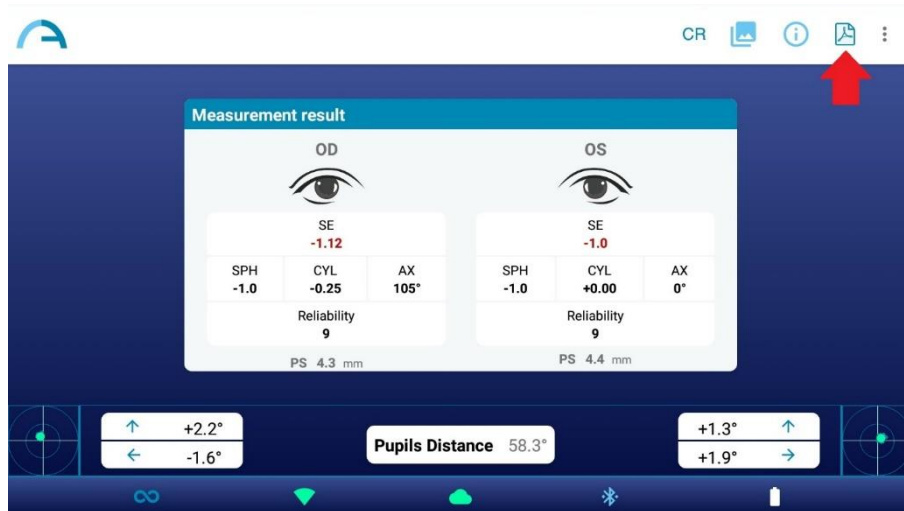 CR
Measurement result
OD
OS
SE
-1.12
SE
-1.0
SPH CYL AX
-1.0 -0.25 105°
SPH CYL AX
-1.0 +0.00 0°
Reliability
9
Reliability
9
PS 4.3 mm
PS 4.4 mm
+2.2°
-1.6°
Pupils Distance 58.3°
+1.3°
+1.9°